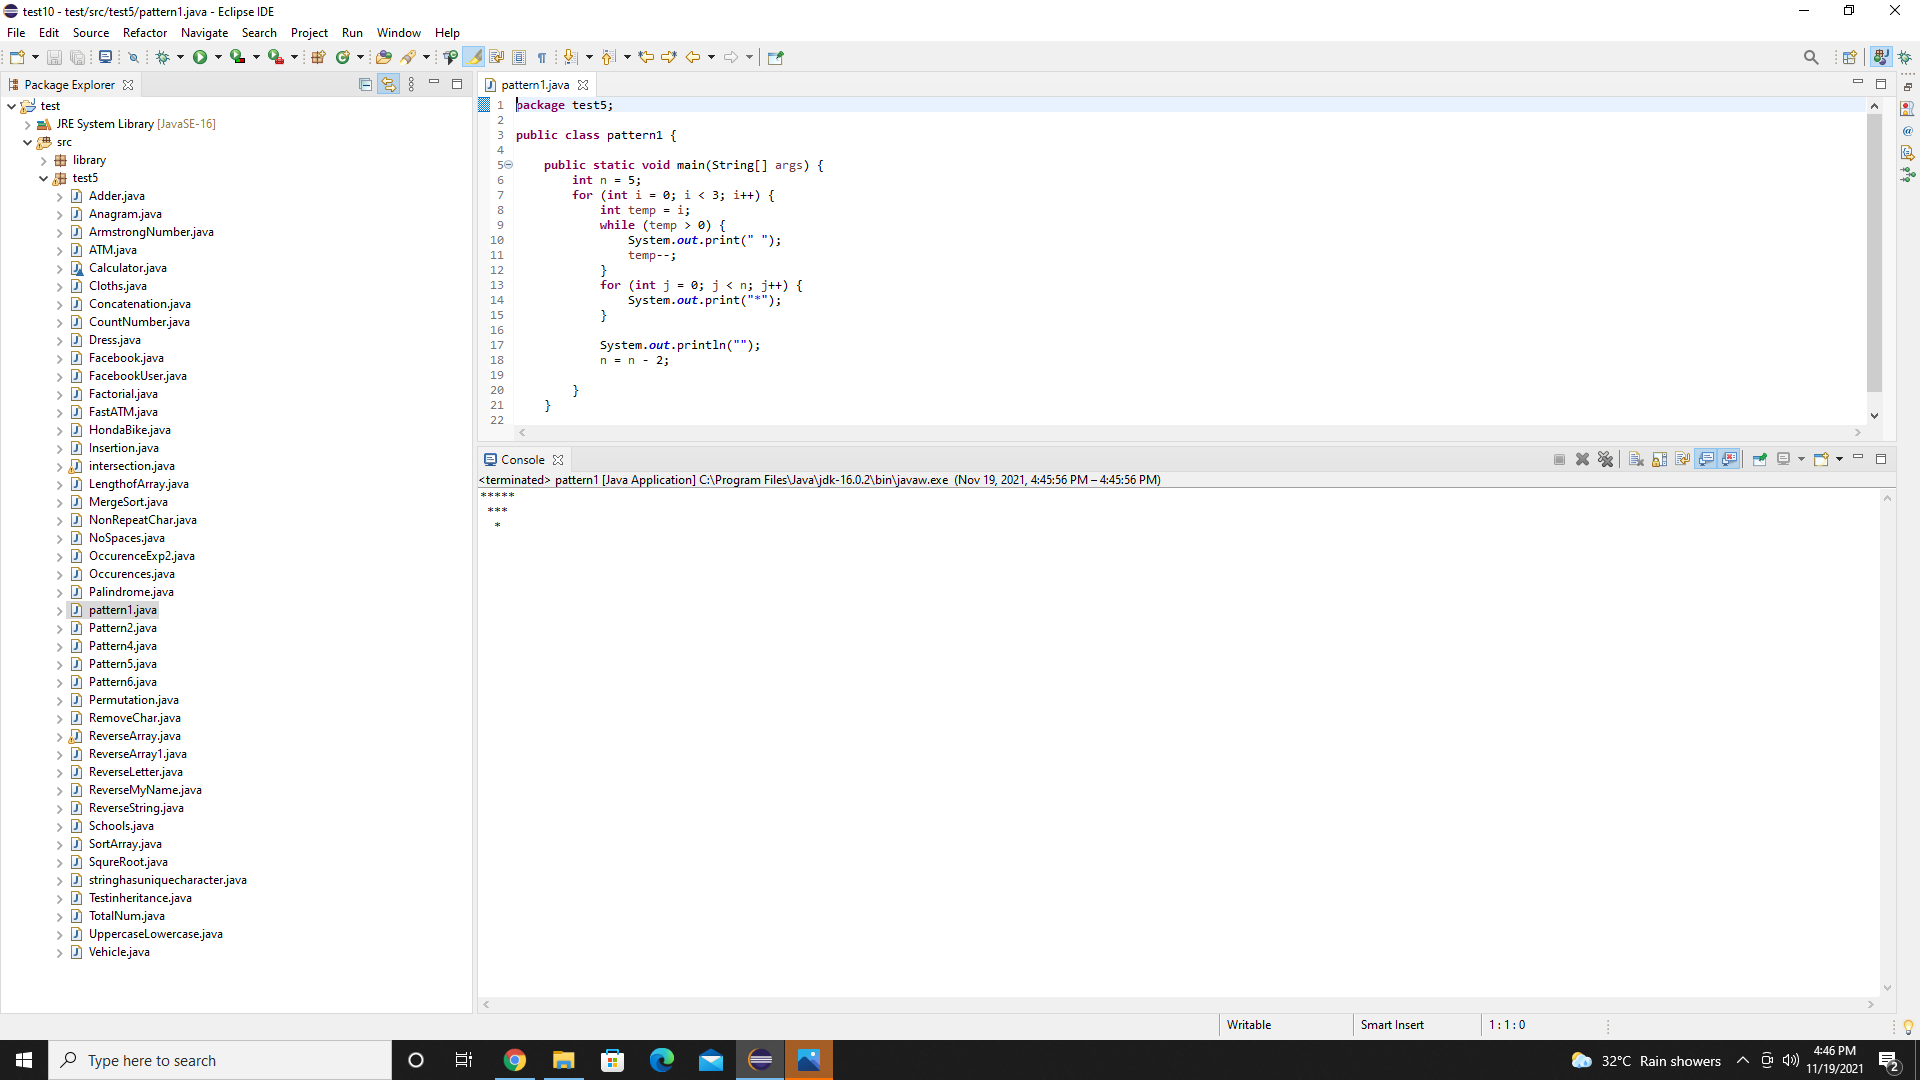 test10 - test/src/test5/pattern1.java - Eclipse IDE
File Edit Source Refactor Navigate Search Project Run Window Help
Package Explorer
test
JRE System Library [JavaSE-16]
src
library
test5
Adder.java
Anagram.java
ArmstrongNumber.java
ATM.java
Calculator.java
Cloths.java
Concatenation.java
CountNumber.java
Dress.java
Facebook.java
FacebookUser.java
Factorial.java
FastATM.java
HondaBike.java
Insertion.java
intersection.java
LengthofArray.java
MergeSort.java
NonRepeatChar.java
NoSpaces.java
OccurenceExp2.java
Occurences.java
Palindrome.java
pattern1.java
Pattern2.java
Pattern4.java
Pattern5.java
Pattern6.java
Permutation.java
RemoveChar.java
ReverseArray.java
ReverseArray1.java
ReverseLetter.java
ReverseMyName.java
ReverseString.java
Schools.java
SortArray.java
SqureRoot.java
stringhasuniquecharacter.java
Testinheritance.java
TotalNum.java
UppercaseLowercase.java
Vehicle.java
pattern1.java
1 package test5;
2
3 public class pattern1 {
4
5 public static void main(String[] args) {
6 int n = 5;
7 for (int i = 0; i < 3; i++) {
8 int temp = i;
9 while (temp > 0) {
10 System.out.print(" ");
11 temp--;
12 }
13 for (int j = 0; j < n; j++) {
14 System.out.print("*");
15 }
16
17 System.out.println("");
18 n = n - 2;
19
20 }
21 }
22
Console
<terminated> pattern1 [Java Application] C:\Program Files\Java\jdk-16.0.2\bin\javaw.exe (Nov 19, 2021, 4:45:56 PM – 4:45:56 PM)
*****
***
*
Writable Smart Insert 1 : 1 : 0
Type here to search
32°C Rain showers
4:46 PM
11/19/2021
2